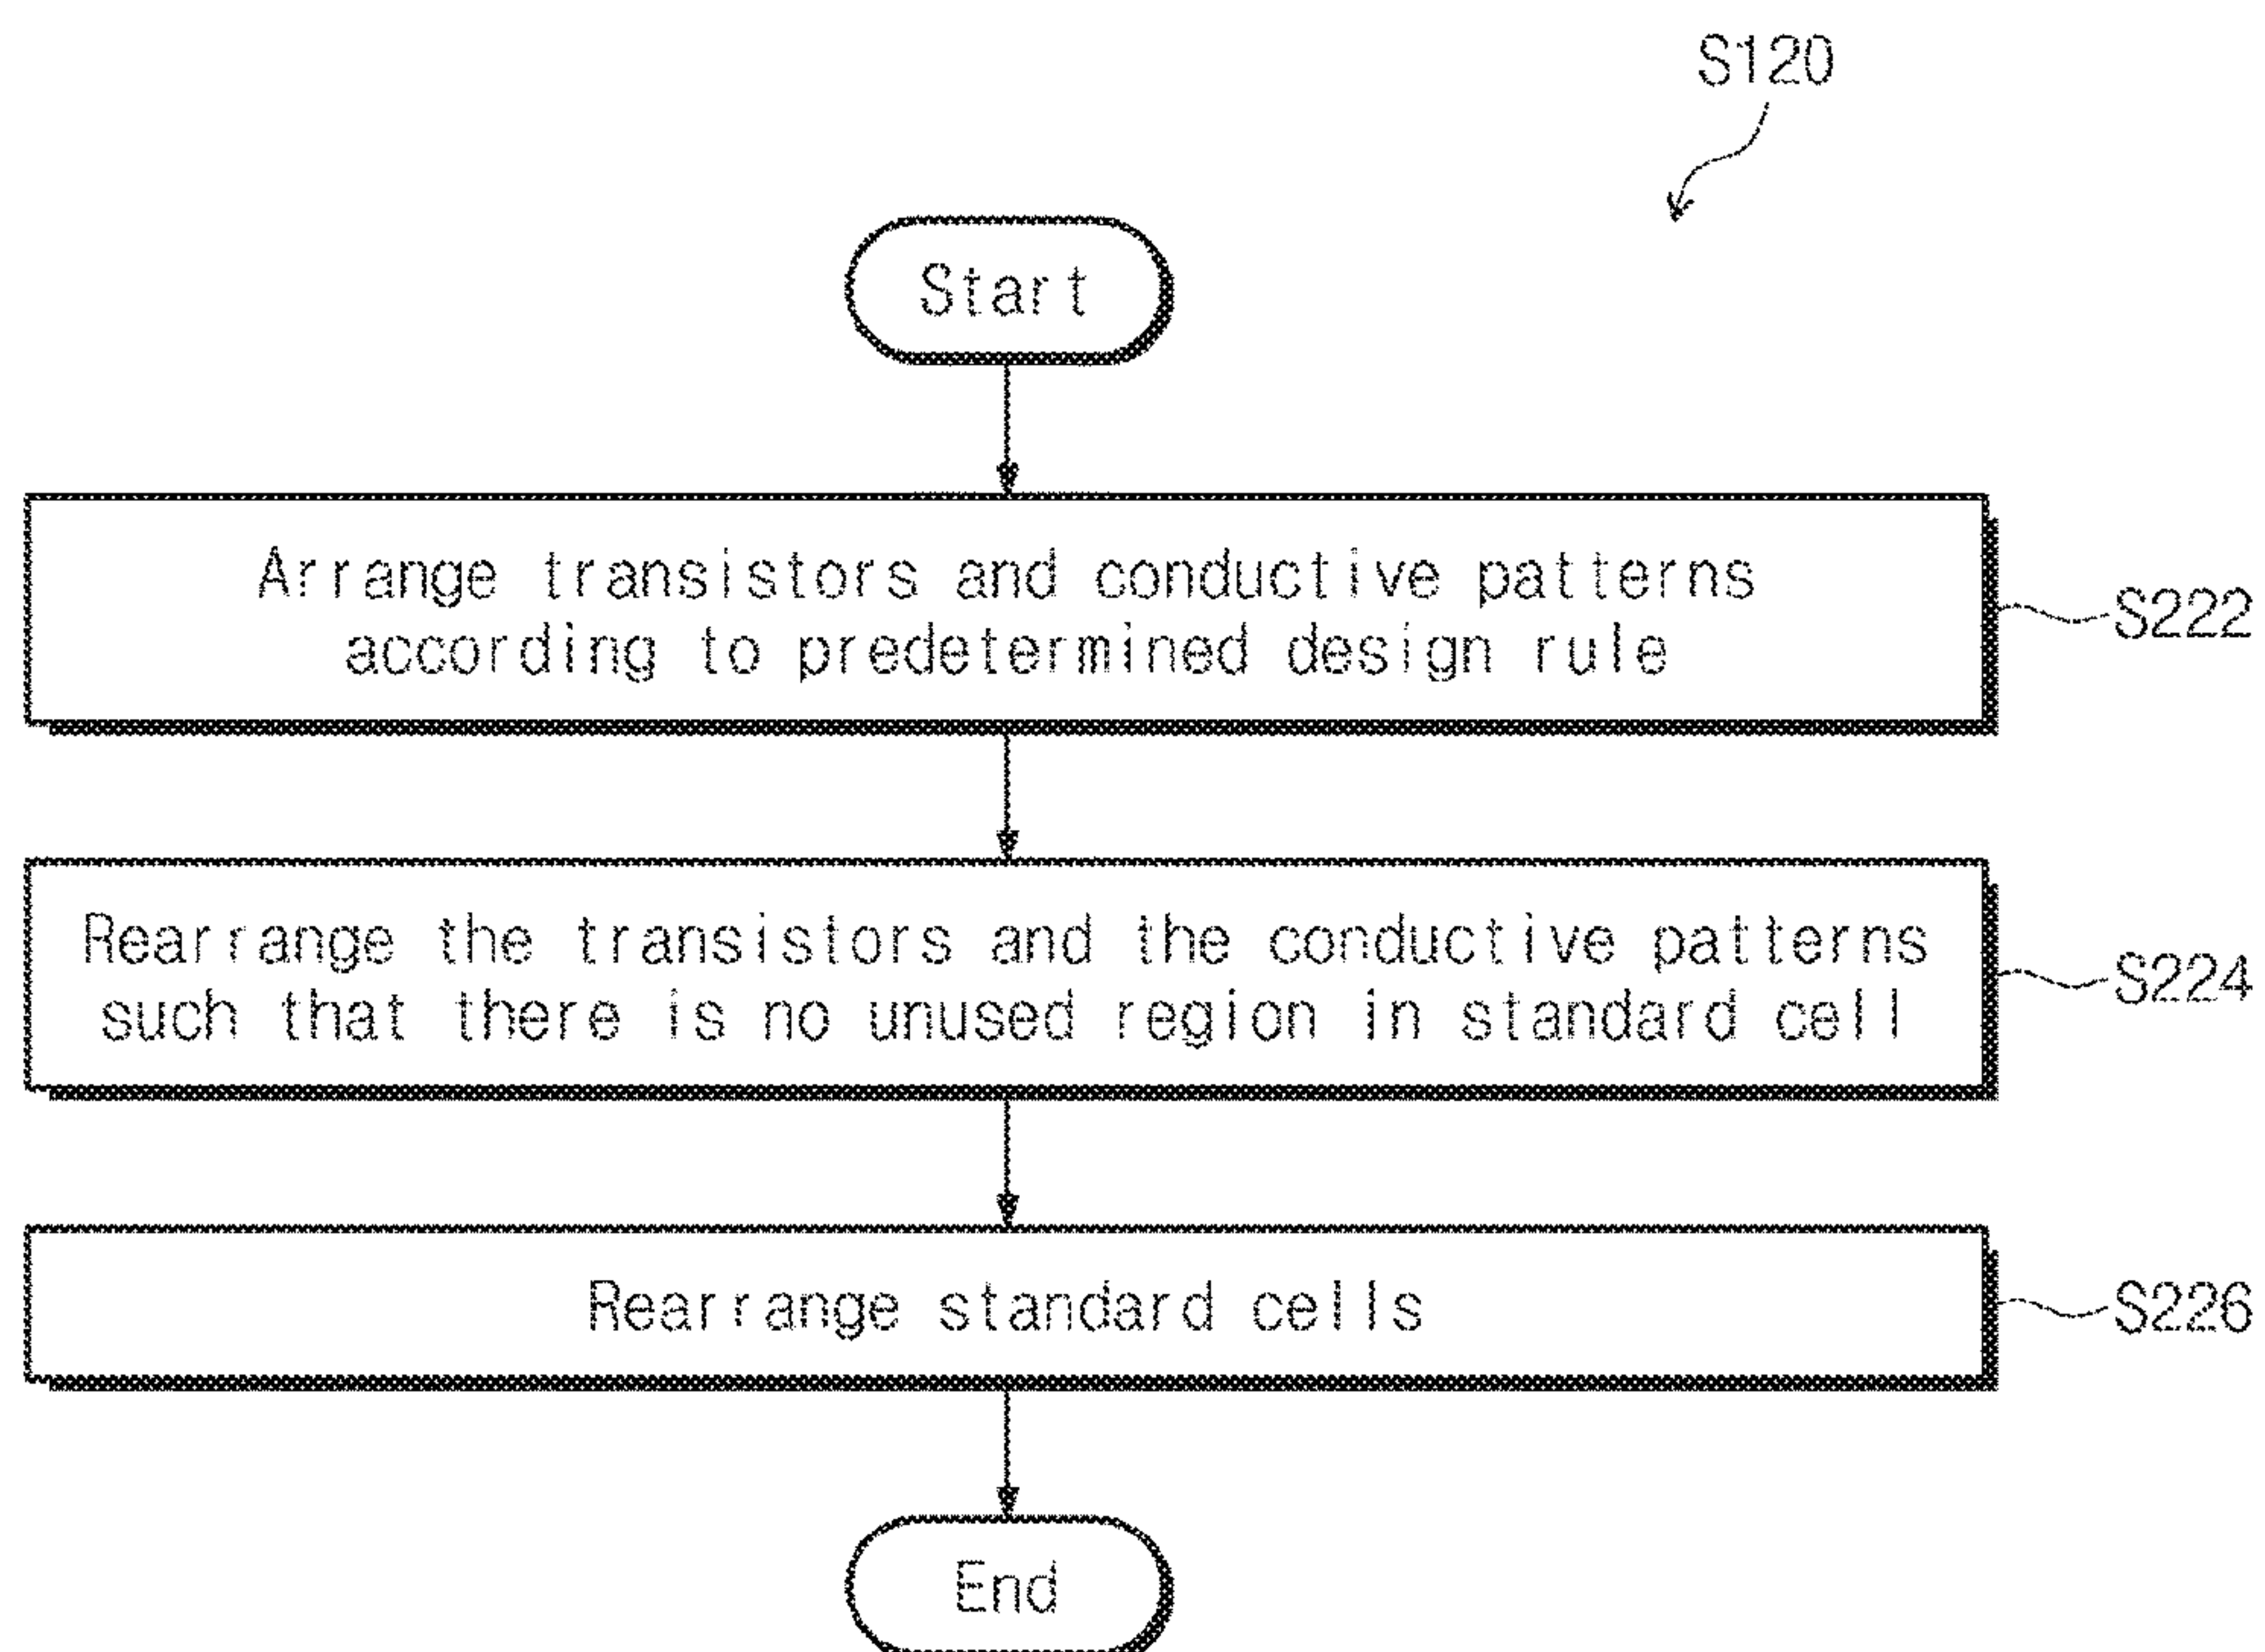 S120
Start
Arrange transistors and conductive patterns
according to predetermined design rule
S222
Rearrange the transistors and the conductive patterns
such that there is no unused region in standard cell
S224
Rearrange standard cells
S226
End